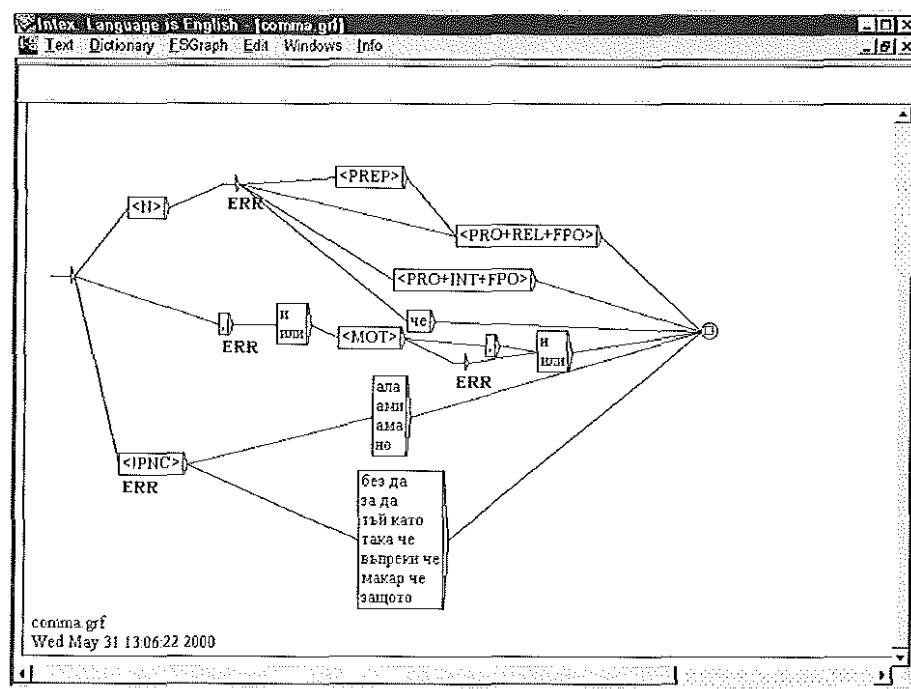 Intex. Language is English - [comma.grf]
Text Dictionary FSGraph Edit Windows Info
<PREP>
<N>
ERR
<PRO+REL+FPO>
<PRO+INT+FPO>
че
,
ERR
и
или
<MOT>
,
ERR
и
или
ала
ами
ама
но
<!PNC>
ERR
без да
за да
тъй като
така че
въпреки че
макар че
защото
comma.grf
Wed May 31 13:06:22 2000